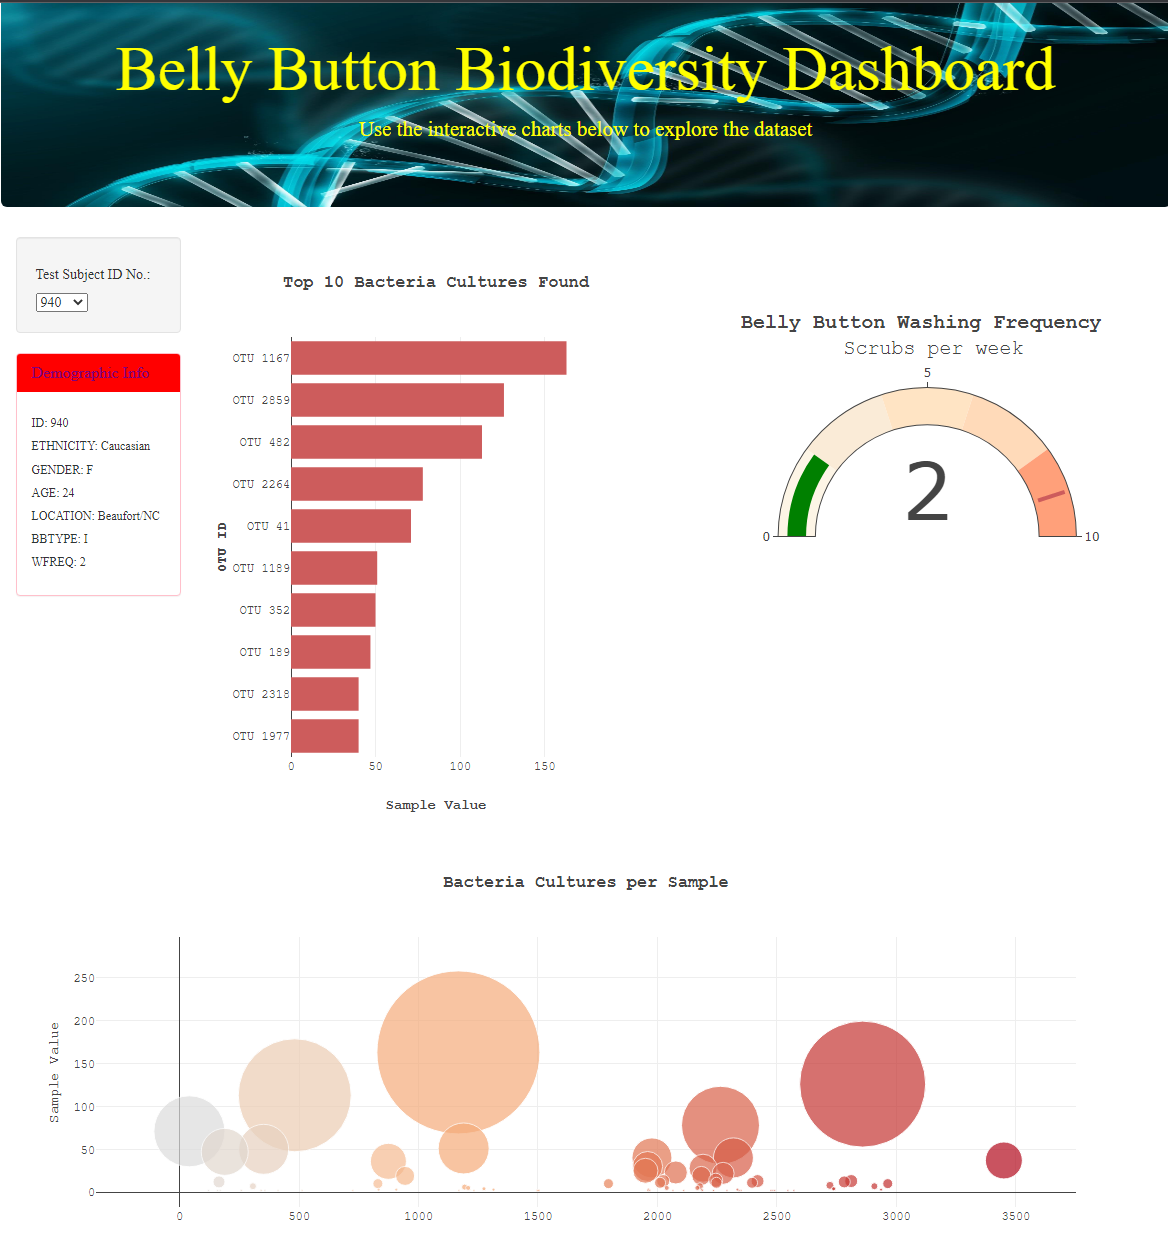 Belly Button Biodiversity Dashboard
Use the interactive charts below to explore the dataset
Test Subject ID No.:
940
Demographic Info
ID: 940
ETHNICITY: Caucasian
GENDER: F
AGE: 24
LOCATION: Beaufort/NC
BBTYPE: I
WFREQ: 2
Top 10 Bacteria Cultures Found
OTU ID
OTU 1167
OTU 2859
OTU 482
OTU 2264
OTU 41
OTU 1189
OTU 352
OTU 189
OTU 2318
OTU 1977
0 50 100 150
Sample Value
Belly Button Washing Frequency
Scrubs per week
5
2
0 10
Bacteria Cultures per Sample
Sample Value
250
200
150
100
50
0
0 500 1000 1500 2000 2500 3000 3500